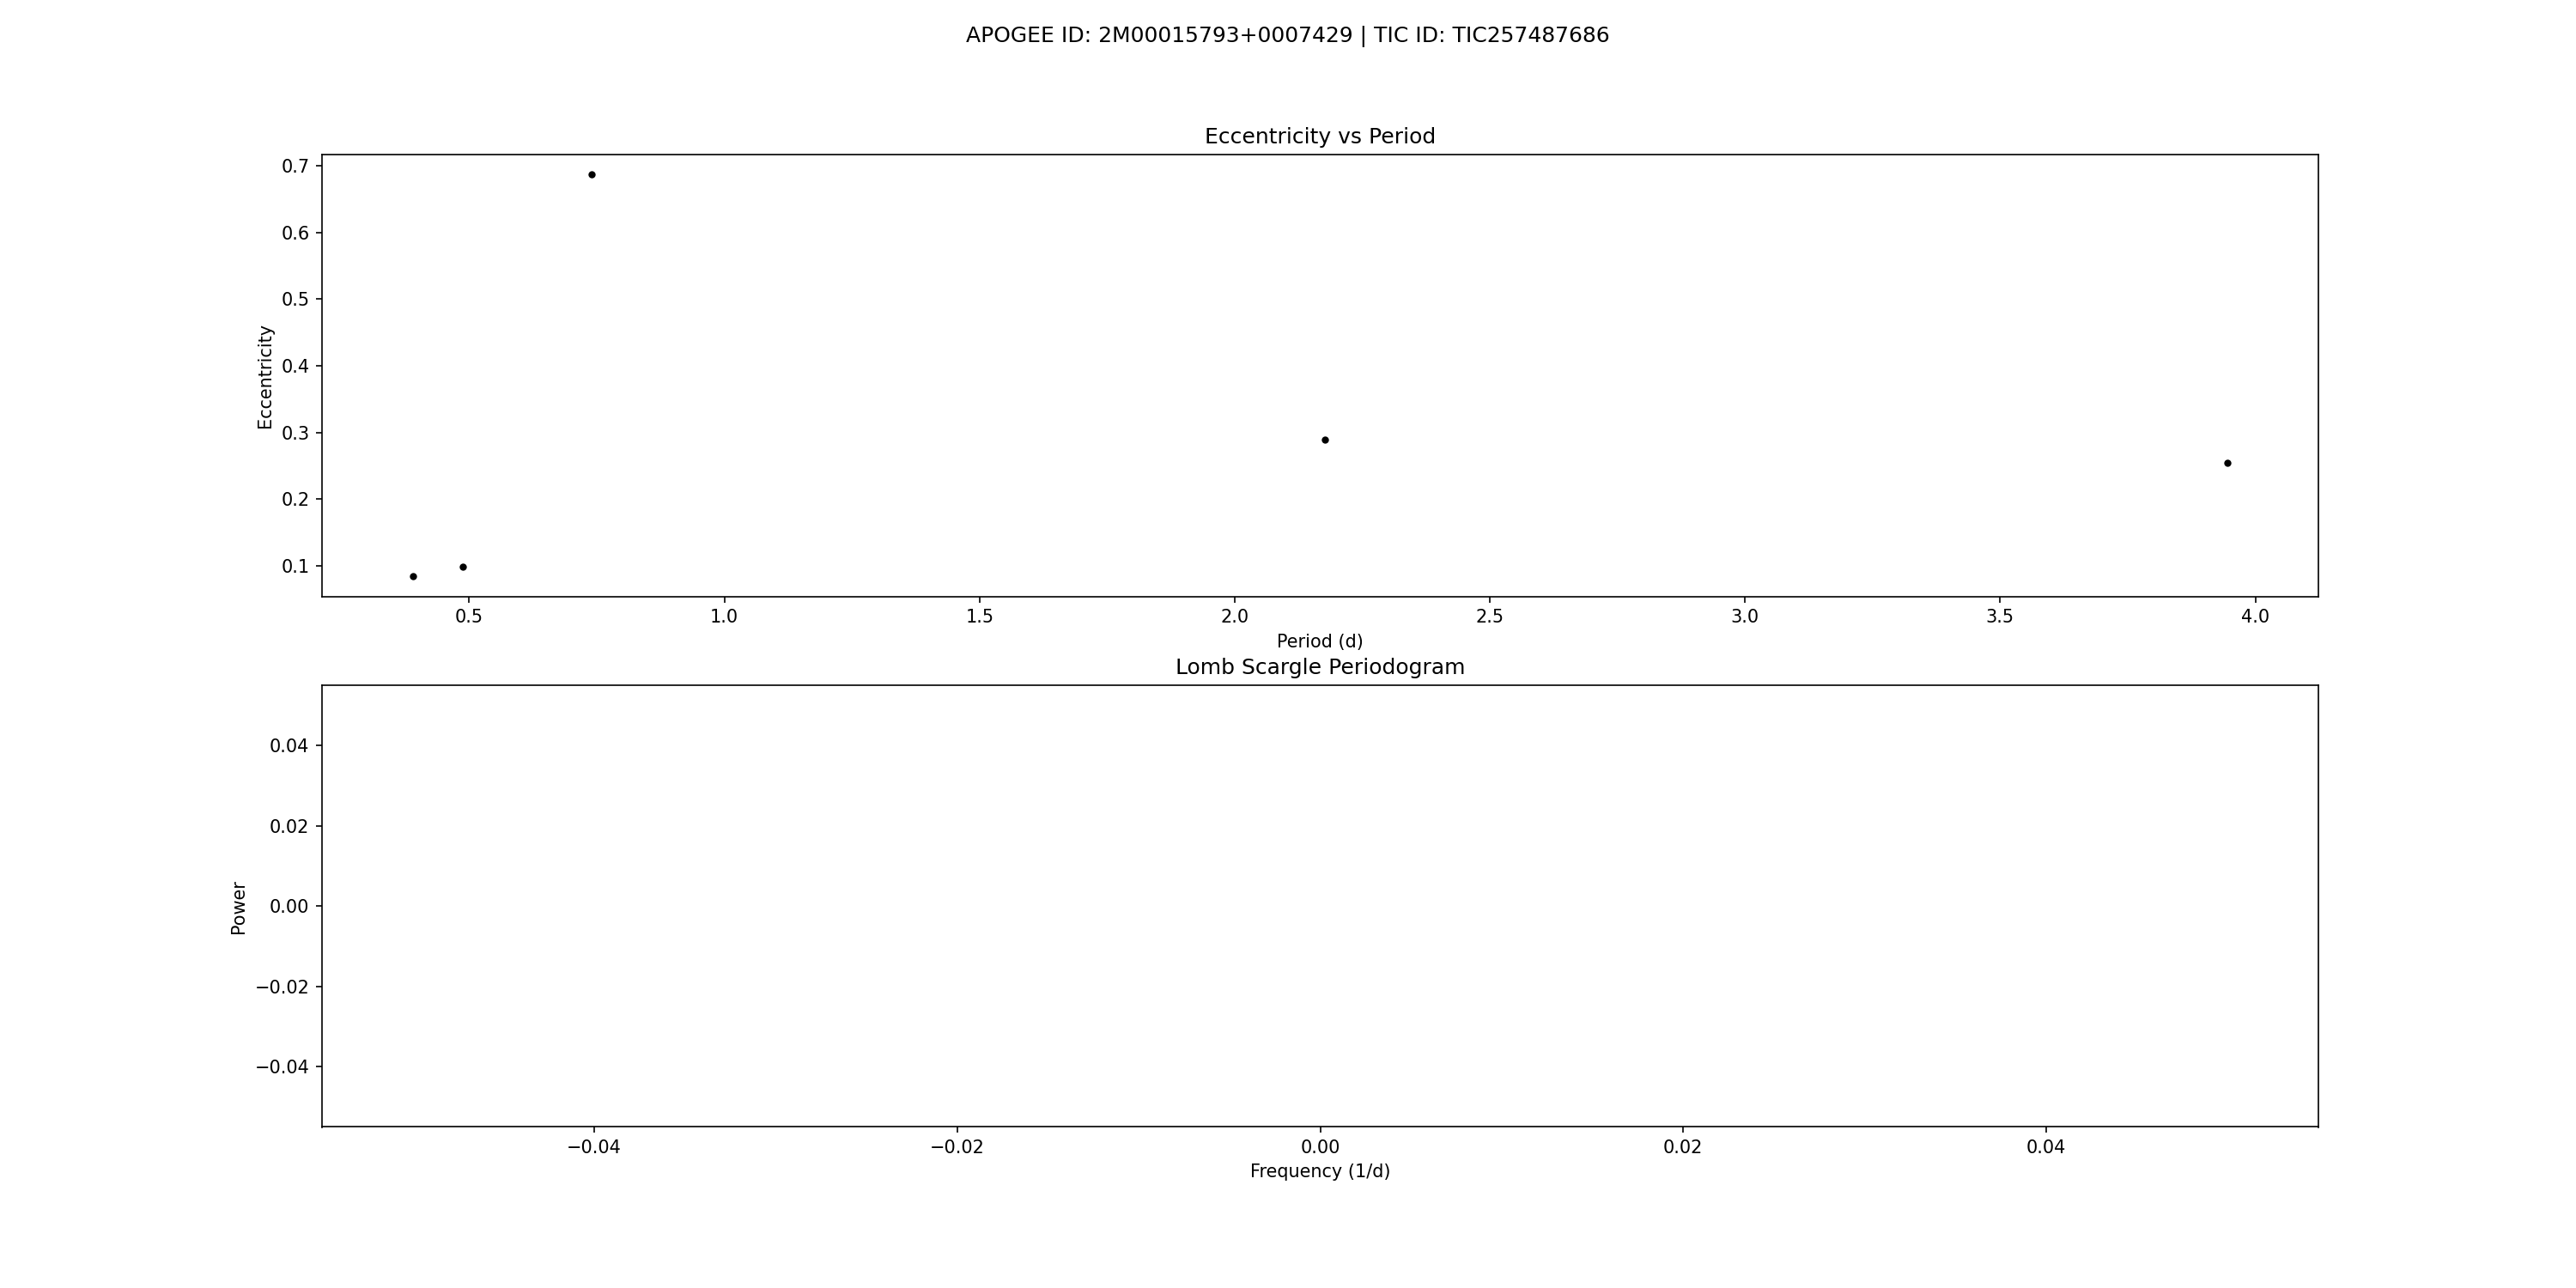 APOGEE ID: 2M00015793+0007429 | TIC ID: TIC257487686
Eccentricity vs Period
0.7
0.6
0.5
0.4
0.3
0.2
0.1
Eccentricity
0.5 1.0 1.5 2.0 2.5 3.0 3.5 4.0
Period (d)
Lomb Scargle Periodogram
0.04
0.02
0.00
−0.02
−0.04
Power
−0.04 −0.02 0.00 0.02 0.04
Frequency (1/d)